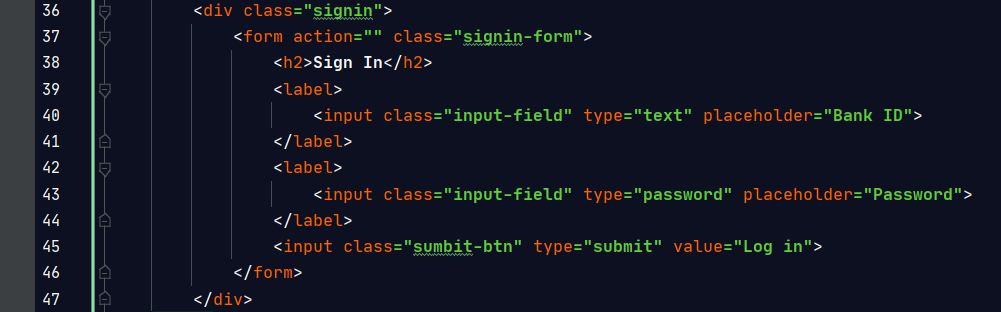 36 <div class="signin">
37 <form action="" class="signin-form">
38 <h2>Sign In</h2>
39 <label>
40 <input class="input-field" type="text" placeholder="Bank ID">
41 </label>
42 <label>
43 <input class="input-field" type="password" placeholder="Password">
44 </label>
45 <input class="sumbit-btn" type="submit" value="Log in">
46 </form>
47 </div>